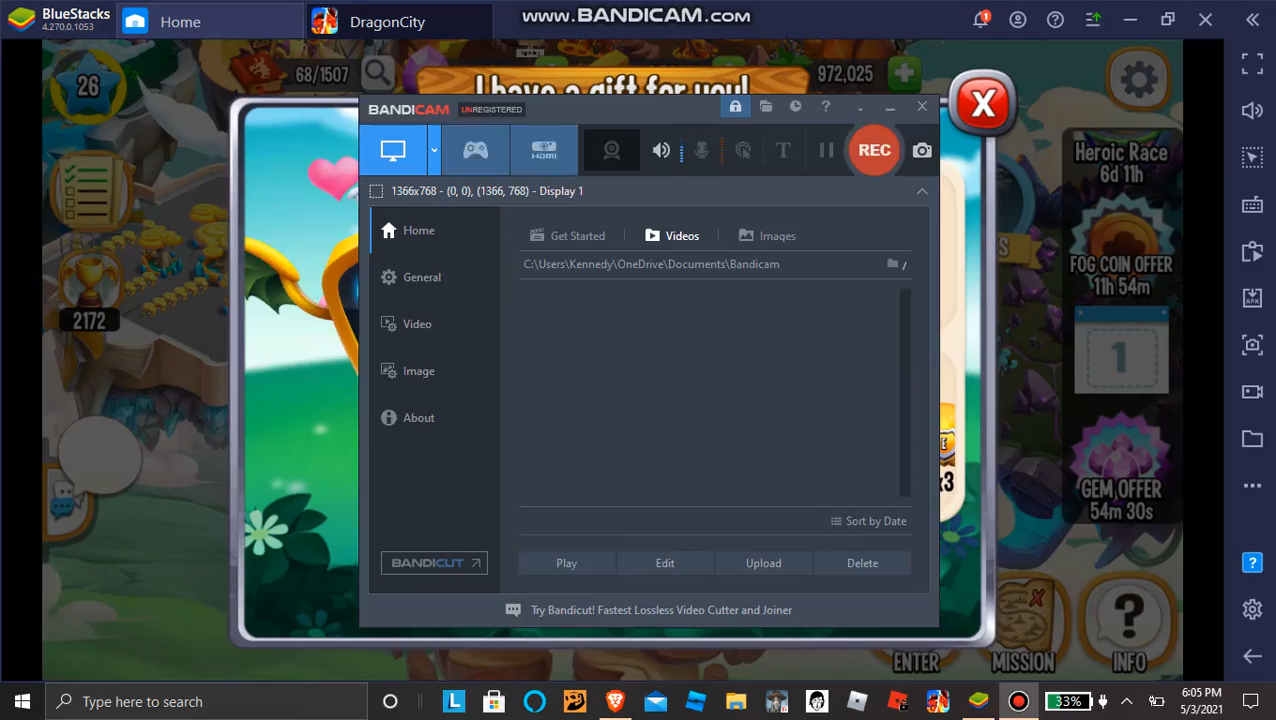 BlueStacks
4.270.0.1053
Home
DragonCity
WWW.BANDICAM.COM
1
26
68/1507
I have a gift for you!
972,025
X
BANDICAM UNREGISTERED
HDMI
T
REC
1366x768 - (0, 0), (1366, 768) - Display 1
Home
General
Video
Image
About
Get Started
Videos
Images
C:\Users\Kennedy\OneDrive\Documents\Bandicam
/
Sort by Date
BANDICUT
Play
Edit
Upload
Delete
Try Bandicut! Fastest Lossless Video Cutter and Joiner
2172
Heroic Race
6d 11h
FOG COIN OFFER
11h 54m
1
GEM OFFER
54m 30s
x3
ENTER
MISSION
?
INFO
APK
Type here to search
L
33%
6:05 PM
5/3/2021